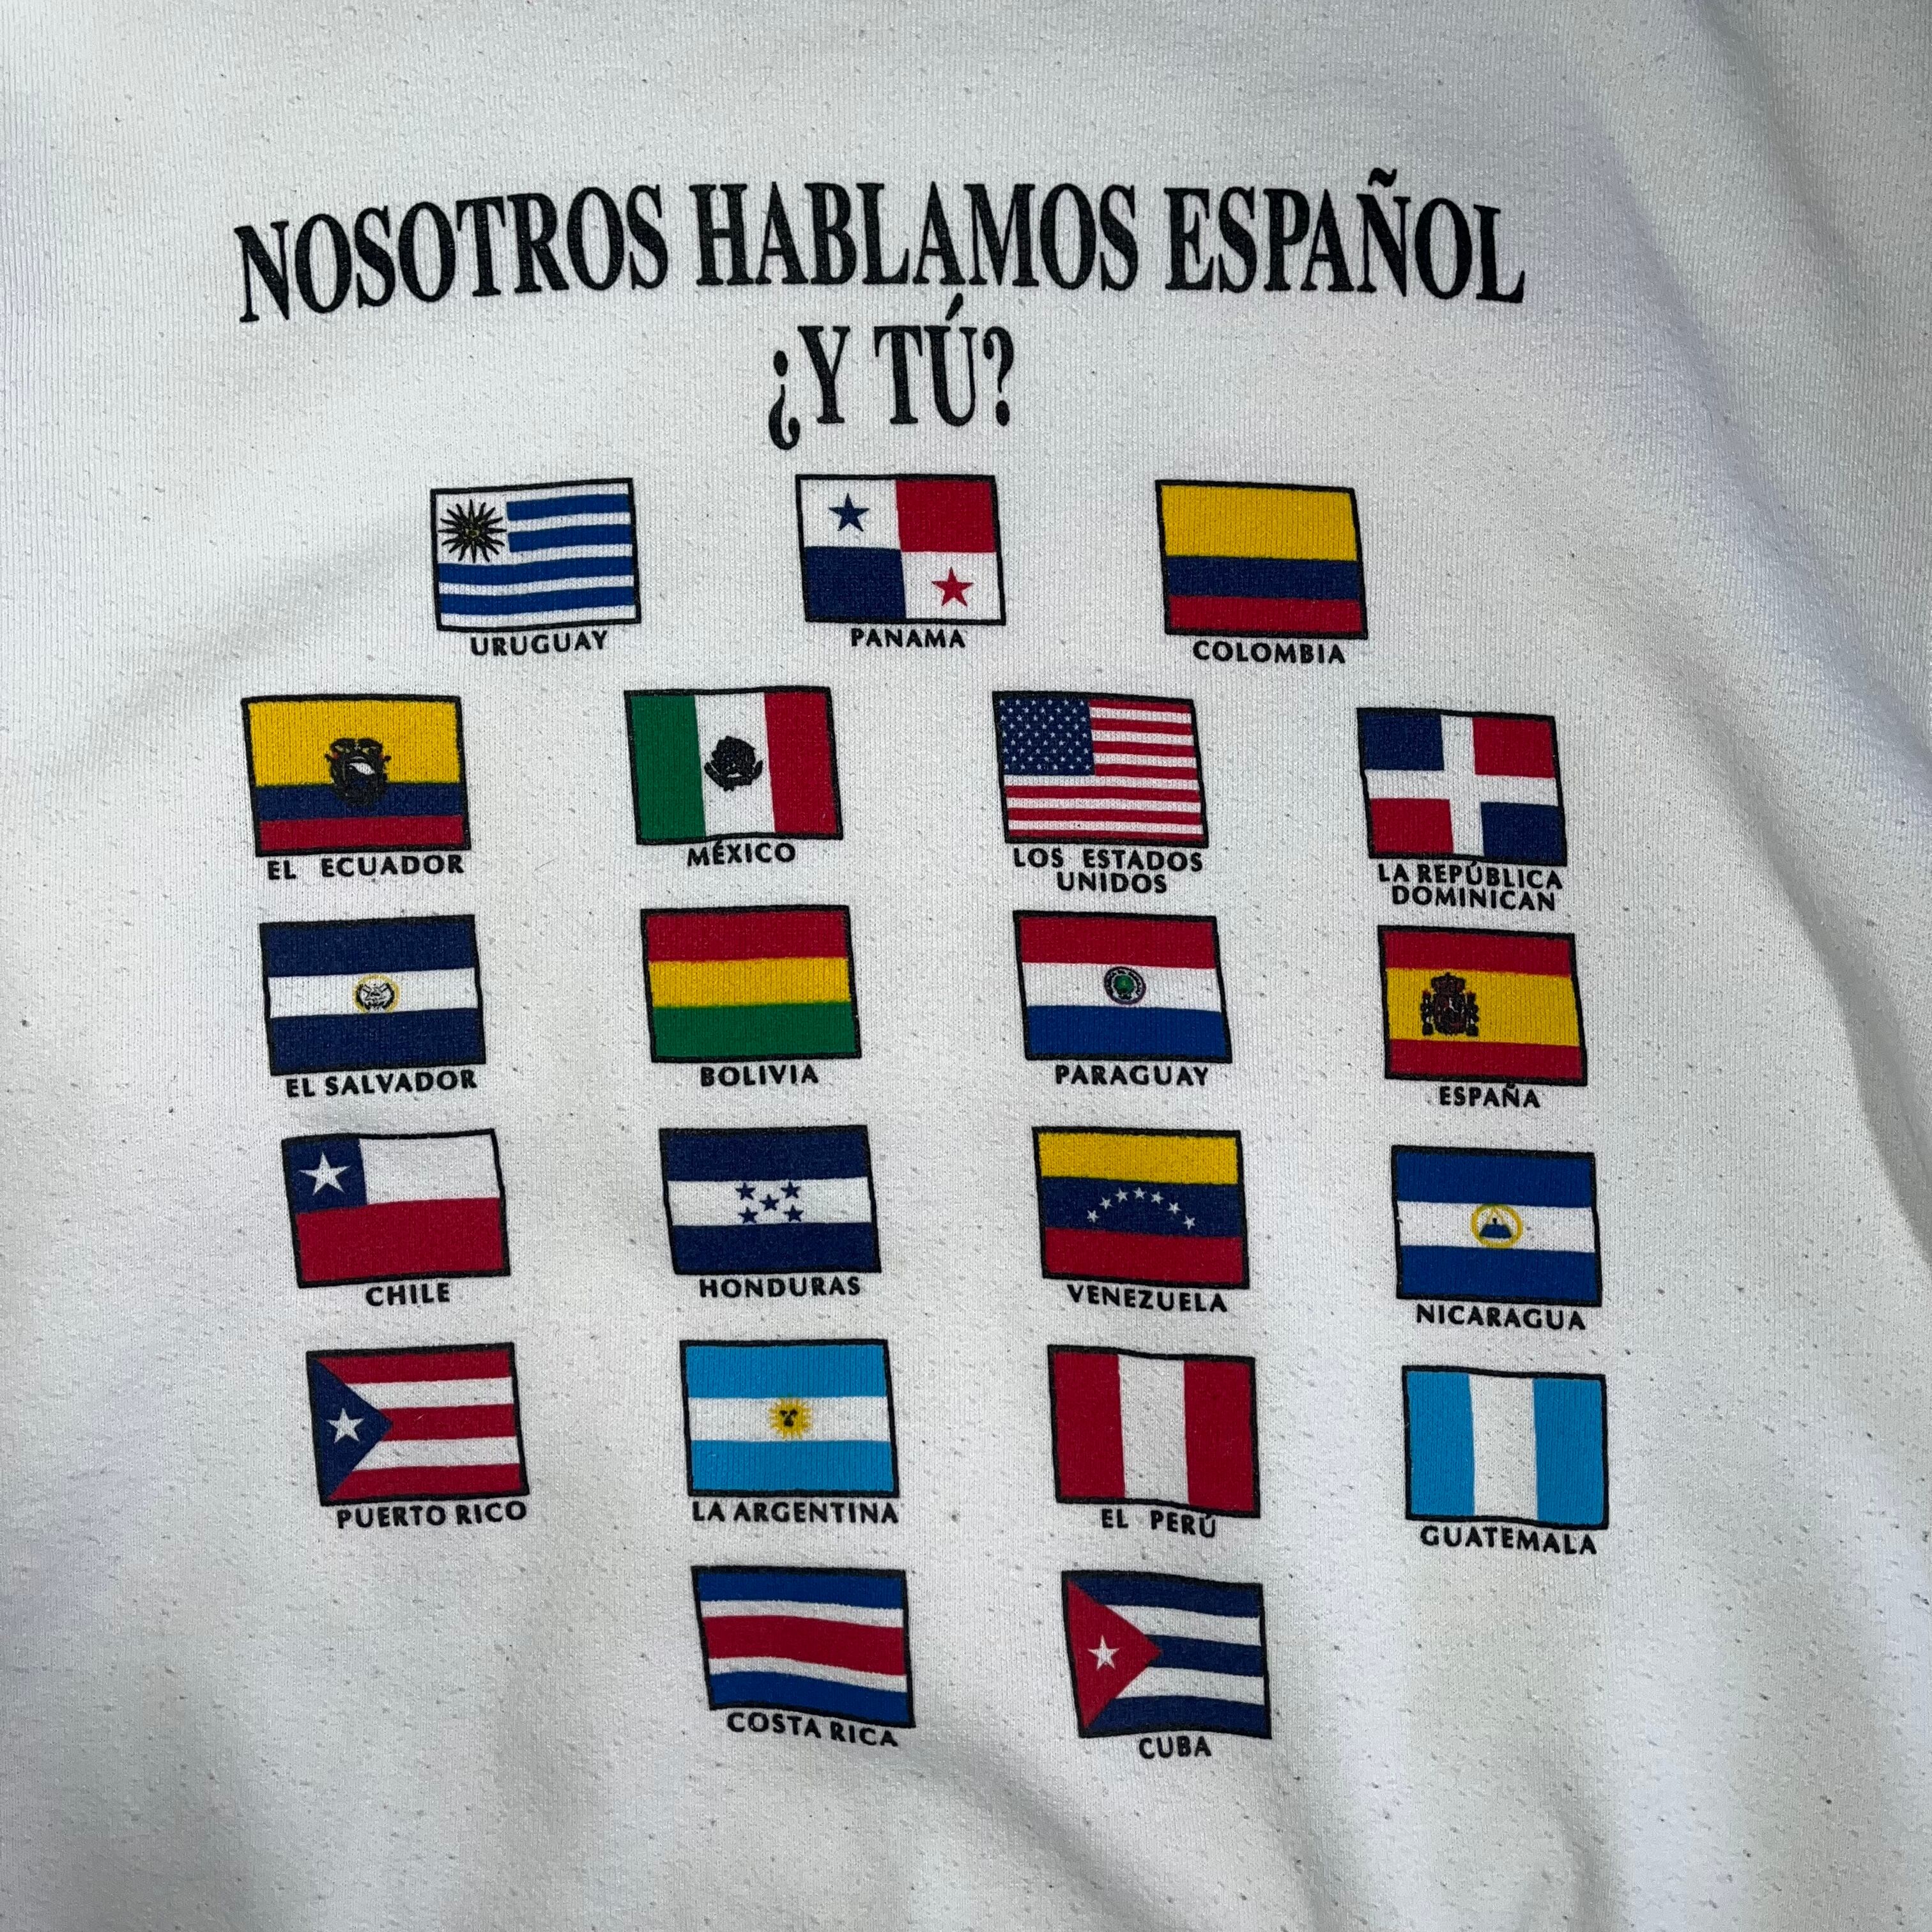 NOSOTROS HABLAMOS ESPAÑOL
¿Y TÚ?
URUGUAY
PANAMA
COLOMBIA
EL ECUADOR
MÉXICO
LOS ESTADOS
UNIDOS
LA REPÚBLICA
DOMINICAN
EL SALVADOR
BOLIVIA
PARAGUAY
ESPAÑA
CHILE
HONDURAS
VENEZUELA
NICARAGUA
PUERTO RICO
LA ARGENTINA
EL PERÚ
GUATEMALA
COSTA RICA
CUBA